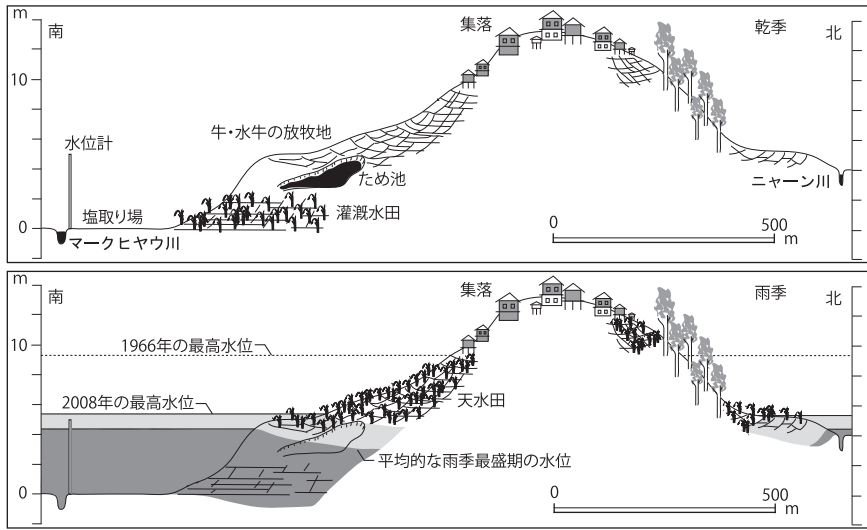 m
南
集落
乾季
北
10
牛・水牛の放牧地
水位計
ため池
ニャーン川
塩取り場
灌漑水田
0
マークヒヤウ川
0
500
m
m
南
集落
雨季
北
1966年の最高水位
10
2008年の最高水位
天水田
平均的な雨季最盛期の水位
0
0
500
m